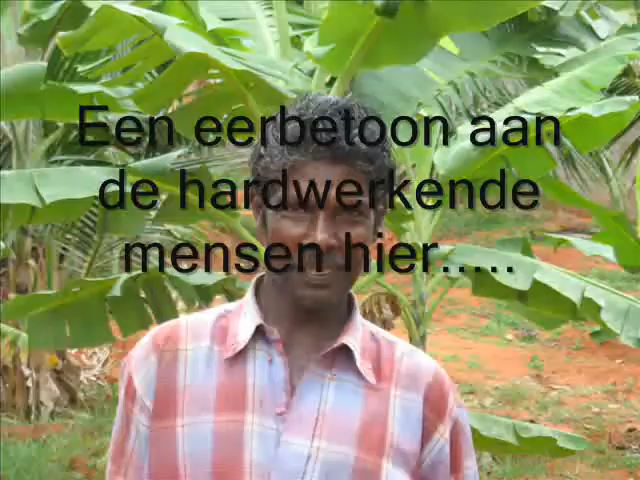 Een eerbetoon aan
de hardwerkende
mensen hier.....